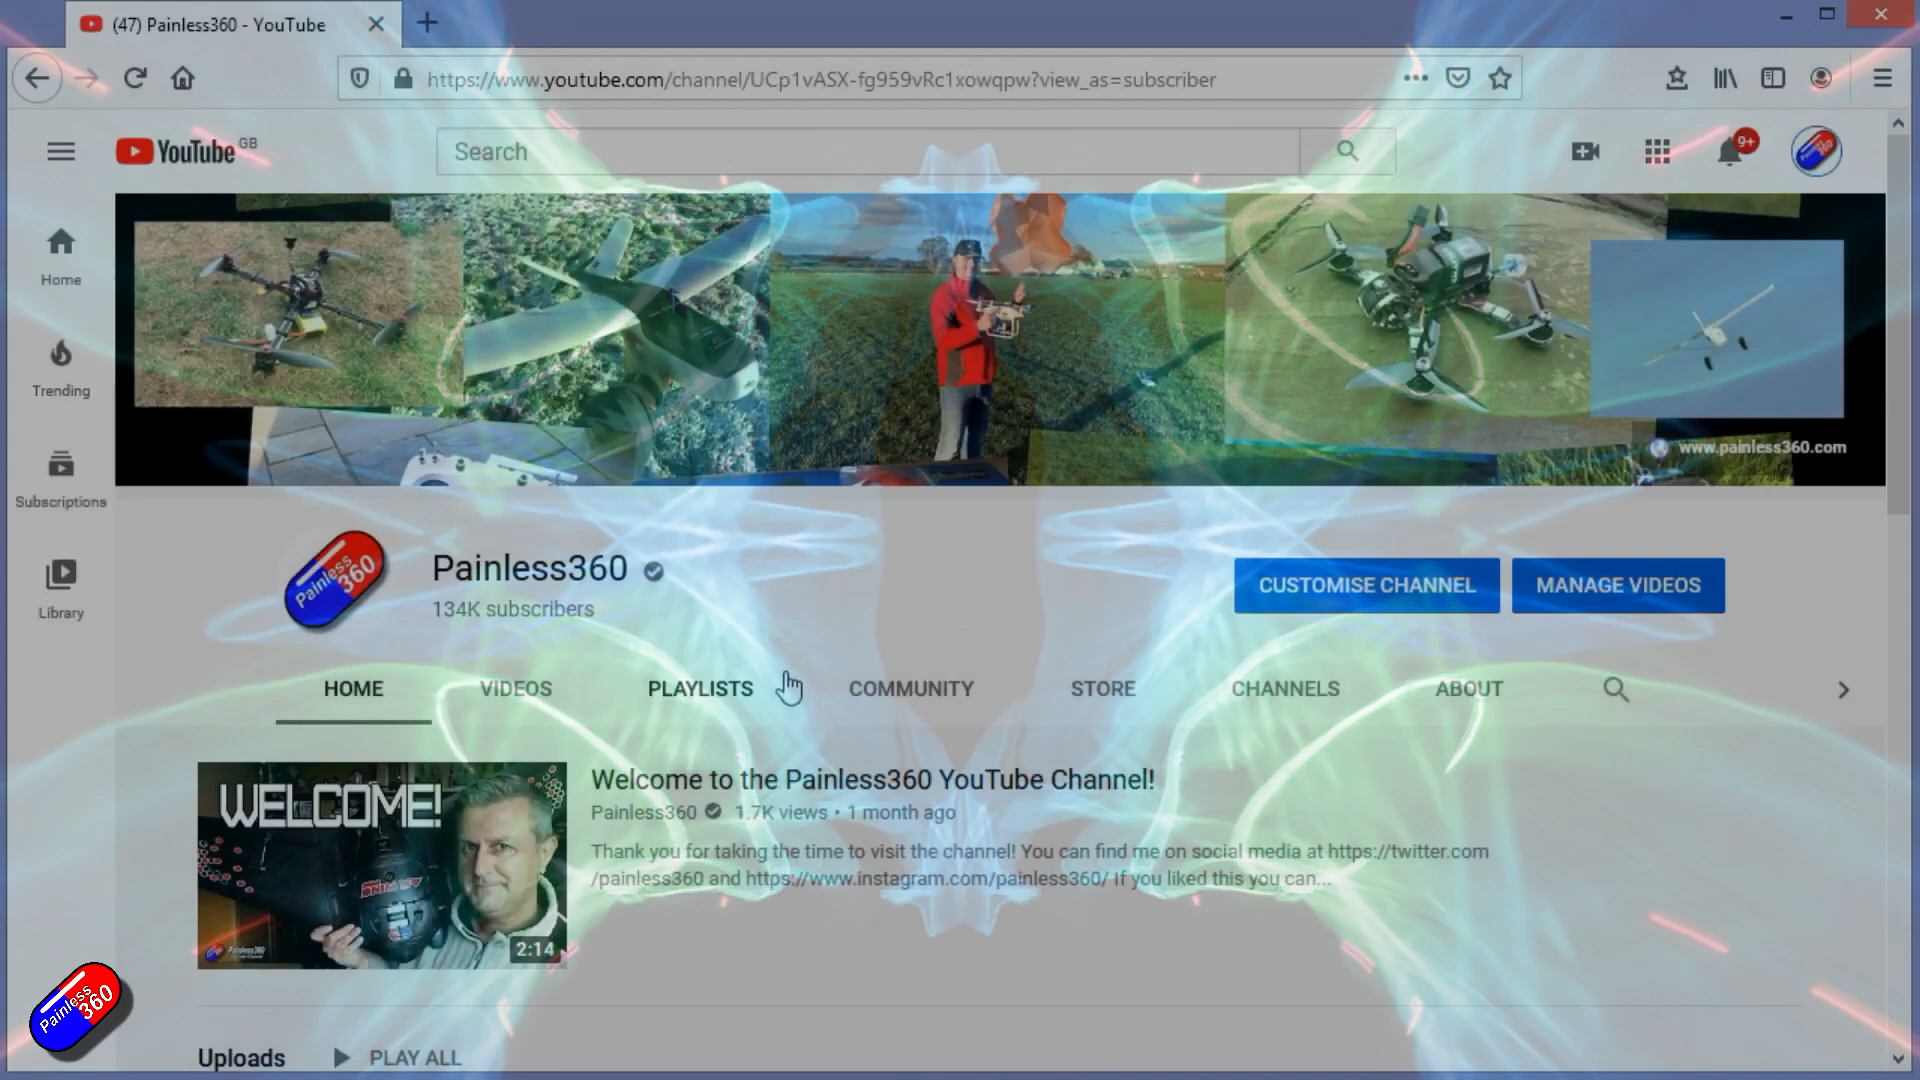 (47) Painless360 - YouTube
https://www.youtube.com/channel/UCp1vASX-fg959vRc1xowqpw?view_as=subscriber
YouTube GB
Search
9+
Home
Trending
Subscriptions
Library
www.painless360.com
Painless 360
Painless360
134K subscribers
CUSTOMISE CHANNEL
MANAGE VIDEOS
HOME
VIDEOS
PLAYLISTS
COMMUNITY
STORE
CHANNELS
ABOUT
WELCOME!
2:14
Welcome to the Painless360 YouTube Channel!
Painless360 1.7K views • 1 month ago
Thank you for taking the time to visit the channel! You can find me on social media at https://twitter.com
/painless360 and https://www.instagram.com/painless360/ If you liked this you can...
Painless 360
Uploads
PLAY ALL